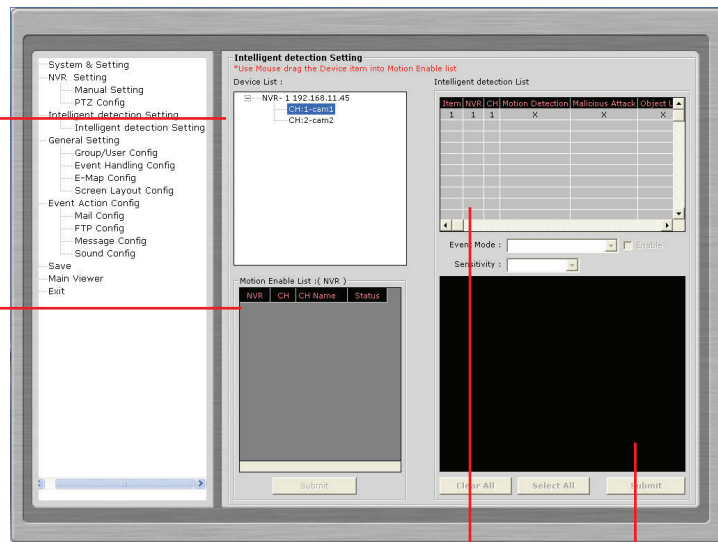 System & Setting
NVR Setting
Manual Setting
PTZ Config
Intelligent detection Setting
Intelligent detection Setting
General Setting
Group/User Config
Event Handling Config
E-Map Config
Screen Layout Config
Event Action Config
Mail Config
FTP Config
Message Config
Sound Config
Save
Main Viewer
Exit
Intelligent detection Setting
*Use Mouse drag the Device item into Motion Enable list
Device List :
NVR- 1 192.168.11.45
CH:1-cam1
CH:2-cam2
Motion Enable List :( NVR )
NVR CH CH Name Status
Submit
Intelligent detection List
Item NVR CH Motion Detection Malicious Attack Object L
1 1 1 X X X
Event Mode : Enable
Sensitivity :
Clear All Select All Submit